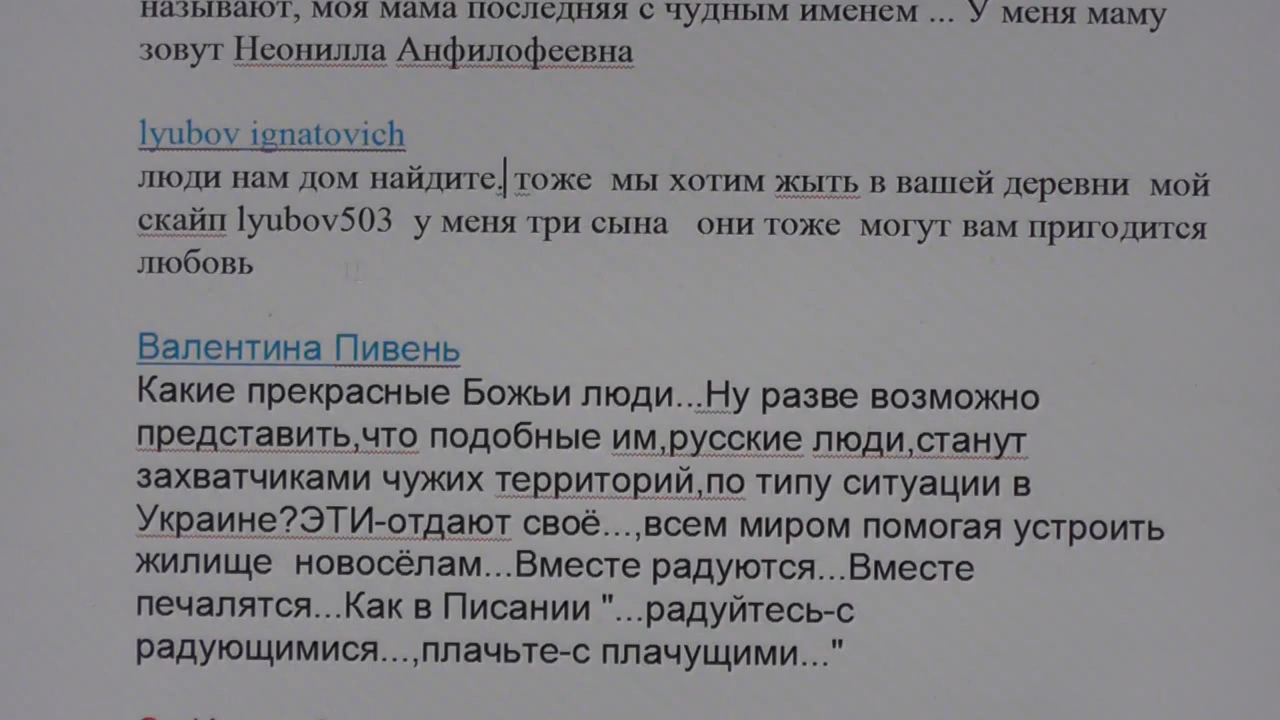 называют, моя мама последняя с чудным именем ... У меня маму
зовут Неонилла Анфилофеевна
lyubov ignatovich
люди нам дом найдите. тоже мы хотим жыть в вашей деревни мой
скайп lyubov503 у меня три сына они тоже могут вам пригодится
любовь
Валентина Пивень
Какие прекрасные Божьи люди...Ну разве возможно
представить,что подобные им,русские люди,станут
захватчиками чужих территорий,по типу ситуации в
Украине?ЭТИ-отдают своё...,всем миром помогая устроить
жилище новосёлам...Вместе радуются...Вместе
печалятся...Как в Писании "...радуйтесь-с
радующимися...,плачьте-с плачущими..."